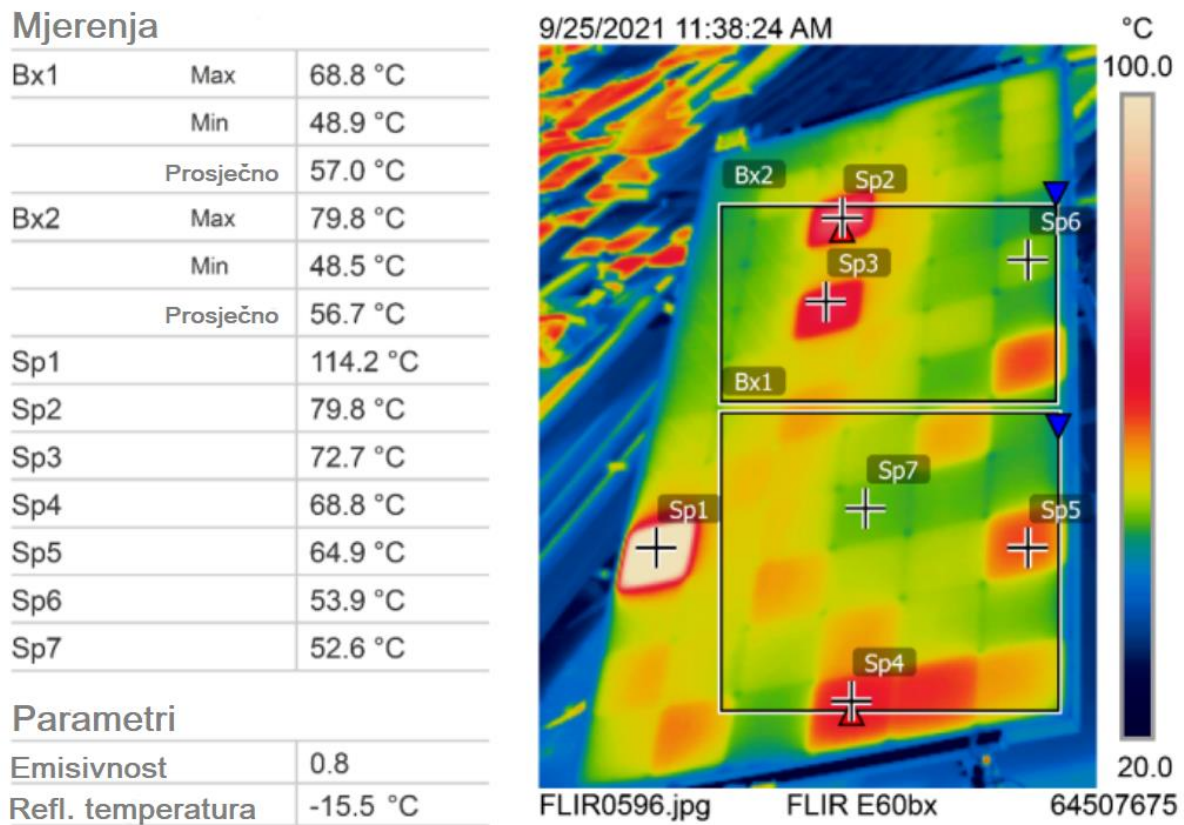 Mjerenja
Bx1 Max 68.8 °C
Min 48.9 °C
Prosječno 57.0 °C
Bx2 Max 79.8 °C
Min 48.5 °C
Prosječno 56.7 °C
Sp1 114.2 °C
Sp2 79.8 °C
Sp3 72.7 °C
Sp4 68.8 °C
Sp5 64.9 °C
Sp6 53.9 °C
Sp7 52.6 °C
Parametri
Emisivnost 0.8
Refl. temperatura -15.5 °C
9/25/2021 11:38:24 AM
°C
100.0
Bx2
Sp2
Sp6
Sp3
Bx1
Sp7
Sp1
Sp5
Sp4
20.0
FLIR0596.jpg FLIR E60bx 64507675